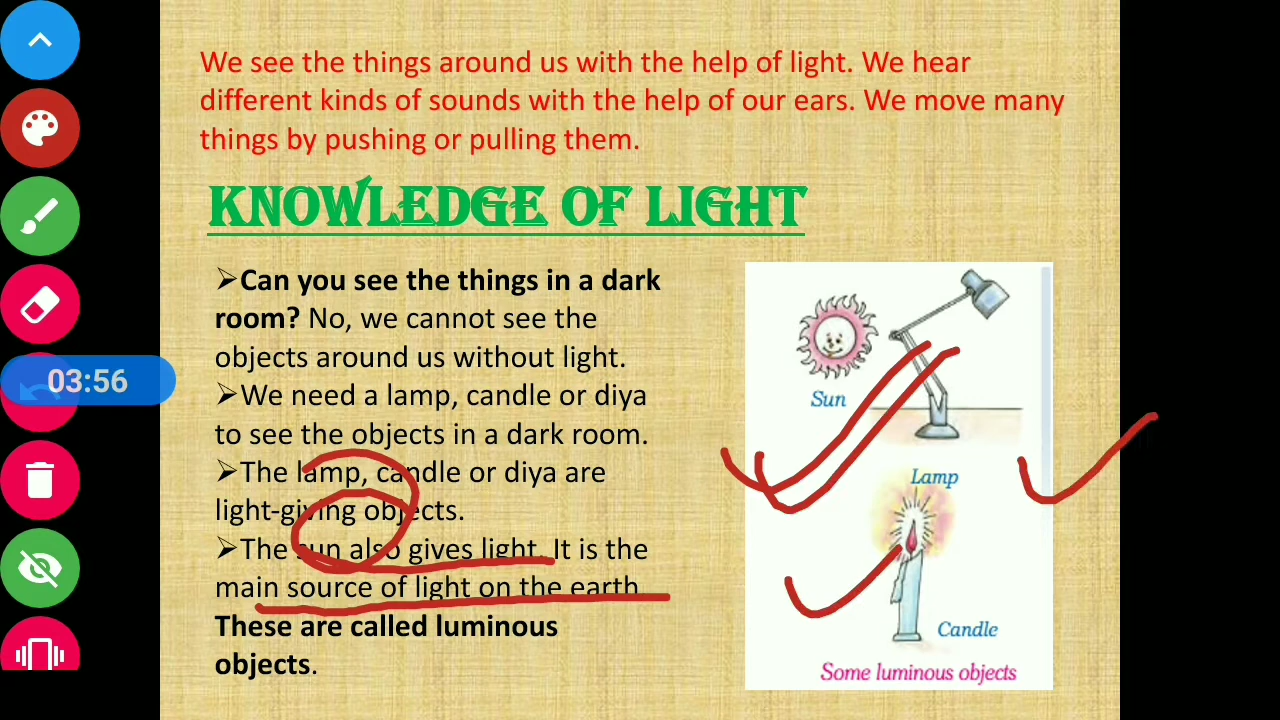 We see the things around us with the help of light. We hear
different kinds of sounds with the help of our ears. We move many
things by pushing or pulling them.
KNOWLEDGE OF LIGHT
➢Can you see the things in a dark
room? No, we cannot see the
objects around us without light.
➢We need a lamp, candle or diya
to see the objects in a dark room.
➢The lamp, candle or diya are
light-giving objects.
➢The sun also gives light. It is the
main source of light on the earth.
These are called luminous
objects.
Sun
Lamp
Candle
Some luminous objects
03:56